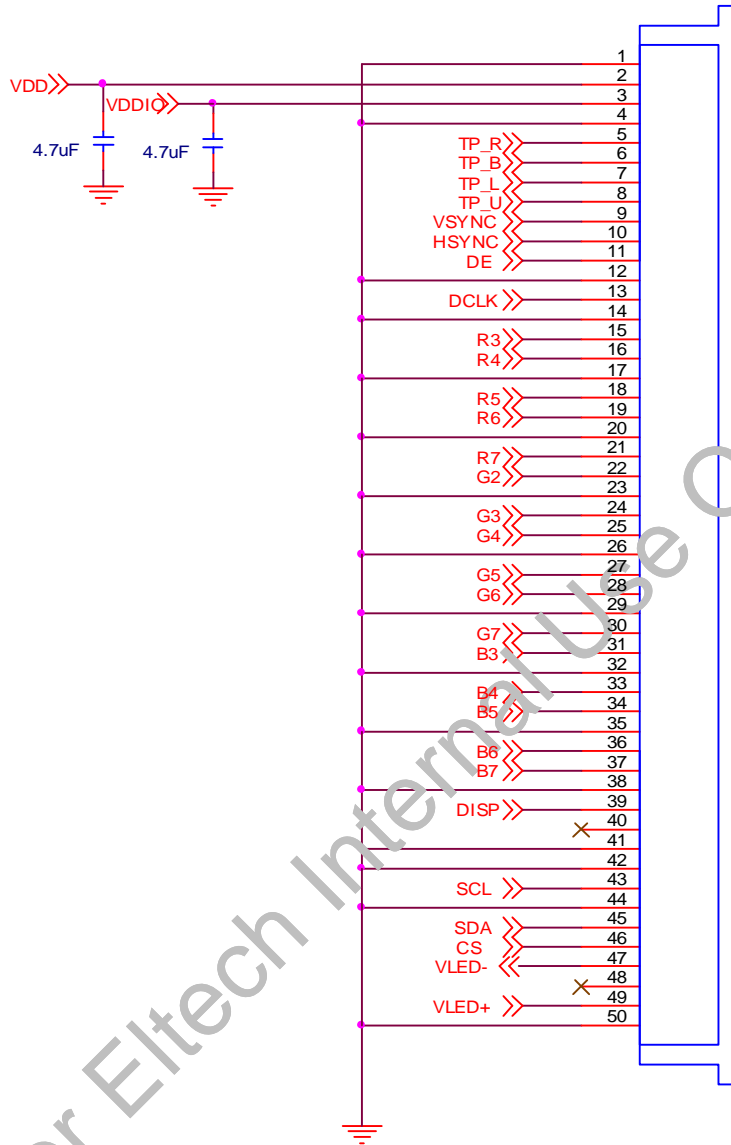 1
VDD 2
VDDIO 3
4
4.7uF 4.7uF
TP_R 5
TP_B 6
TP_L 7
TP_U 8
VSYNC 9
HSYNC 10
DE 11
12
DCLK 13
14
R3 15
R4 16
17
R5 18
R6 19
20
R7 21
G2 22
23
G3 24
G4 25
26
G5 27
G6 28
29
G7 30
B3 31
32
B4 33
B5 34
35
B6 36
B7 37
38
DISP 39
40
41
42
SCL 43
44
SDA 45
CS 46
VLED- 47
48
VLED+ 49
50
Eltech Internal Use